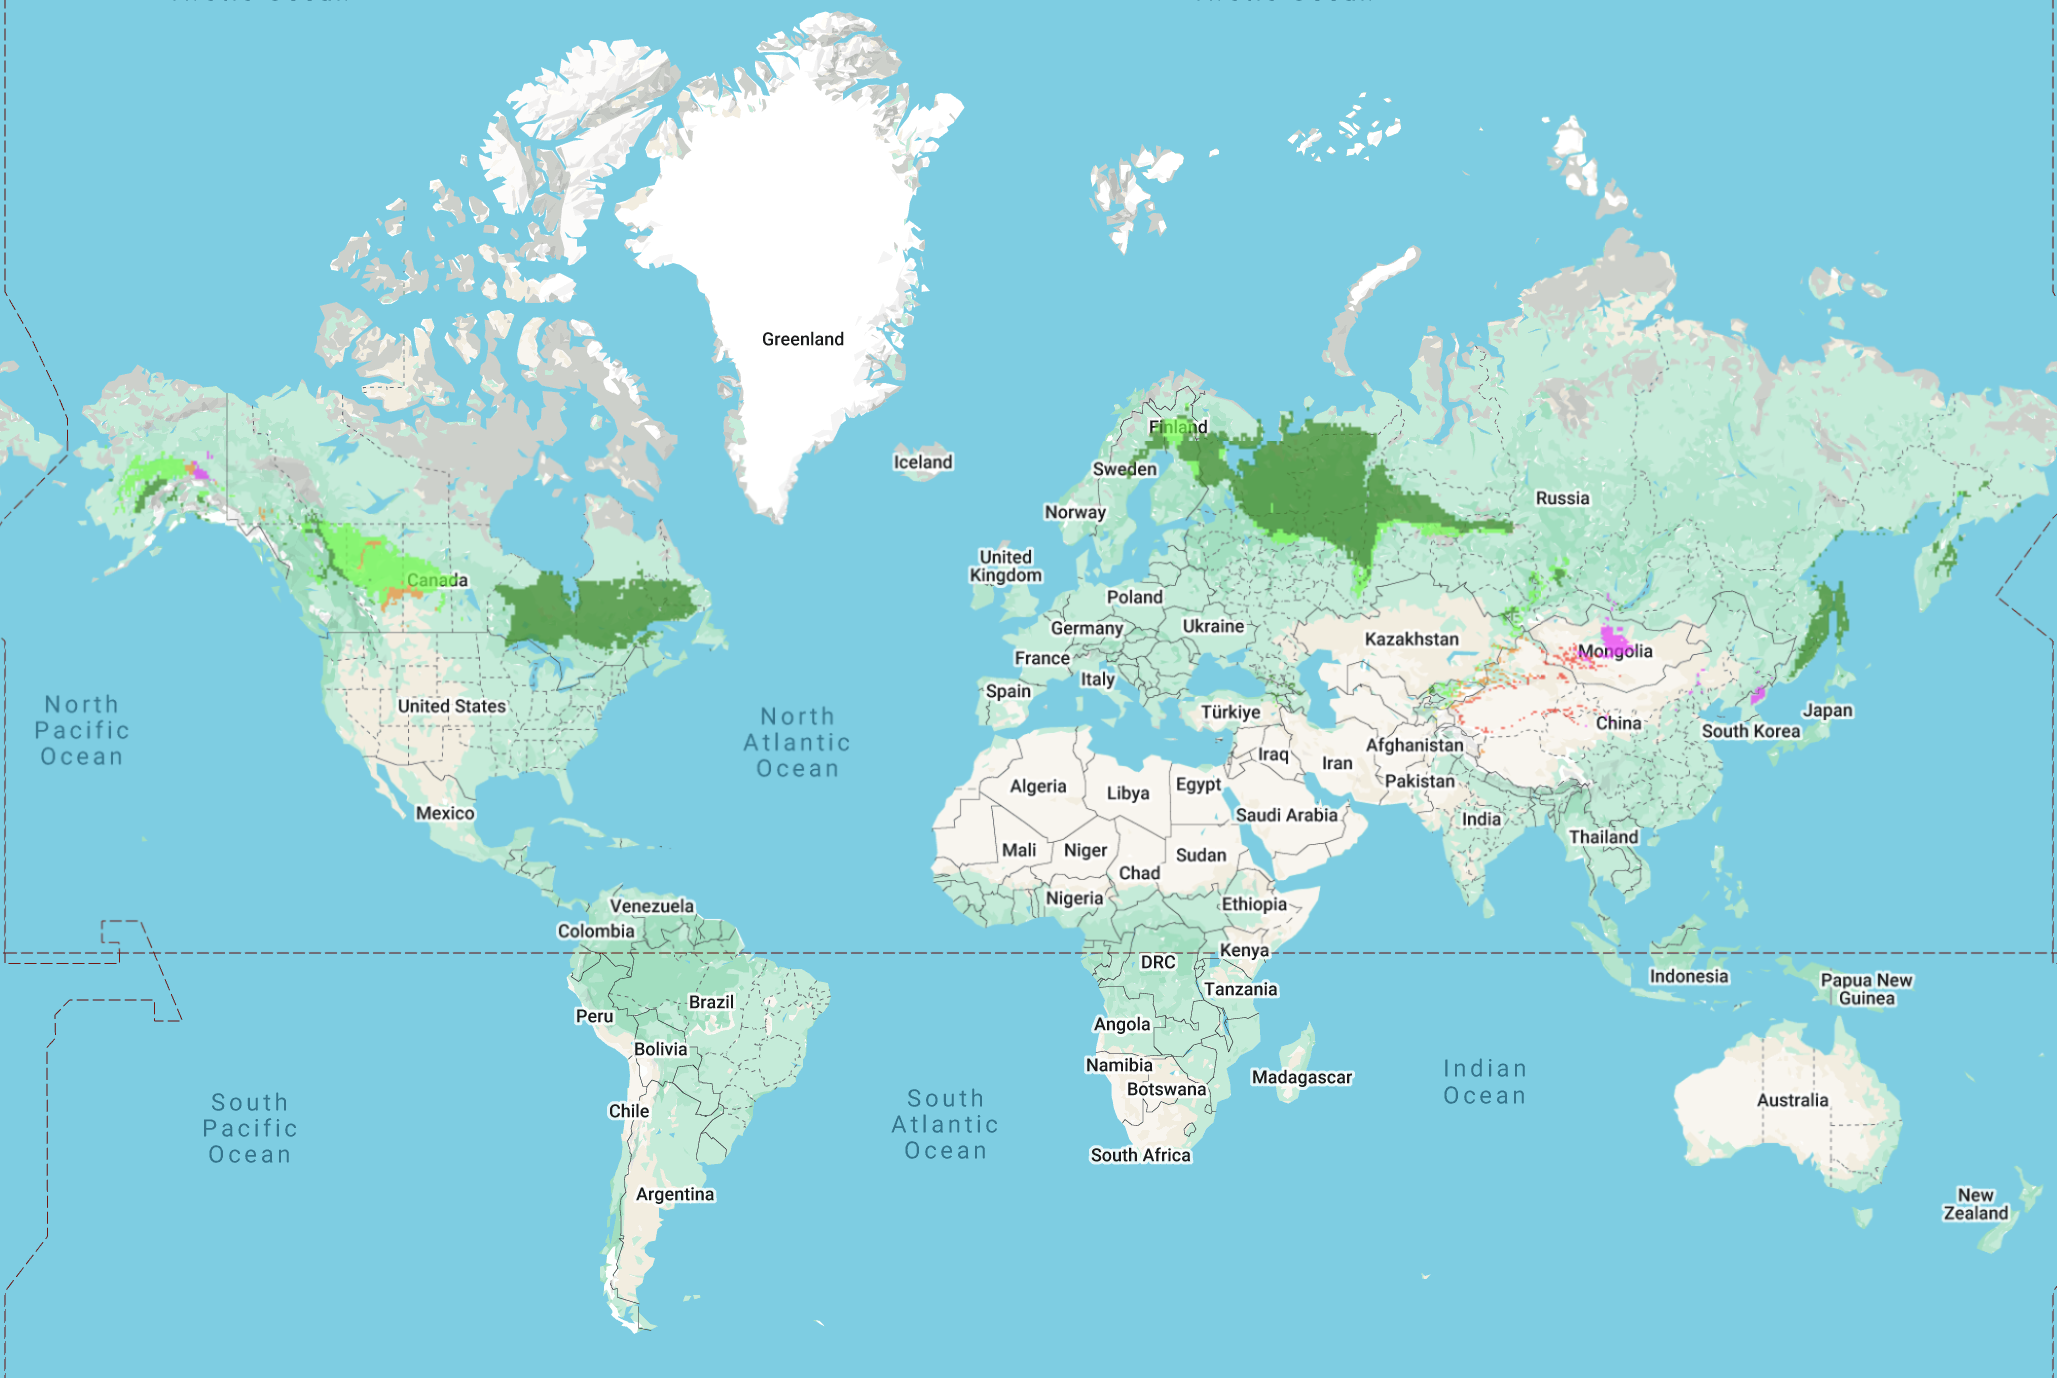 Arctic Ocean
Arctic Ocean
Greenland
Iceland
Finland
Sweden
Norway
Russia
United
Kingdom
Poland
Germany
Ukraine
France
Italy
Spain
Türkiye
Kazakhstan
Mongolia
Canada
United States
Mexico
North
Pacific
Ocean
North
Atlantic
Ocean
China
Japan
South Korea
Afghanistan
Iraq
Iran
Pakistan
Algeria
Libya
Egypt
Saudi Arabia
India
Thailand
Mali
Niger
Chad
Sudan
Nigeria
Ethiopia
Venezuela
Colombia
Kenya
DRC
Tanzania
Indonesia
Papua New
Guinea
Brazil
Peru
Bolivia
Angola
Namibia
Botswana
Madagascar
Indian
Ocean
Australia
Chile
South
Pacific
Ocean
South
Atlantic
Ocean
South Africa
Argentina
New
Zealand